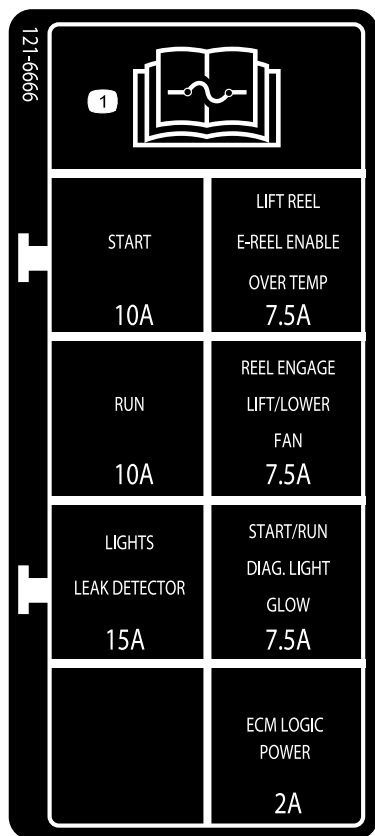 121-6666
1
START
10A
LIFT REEL
E-REEL ENABLE
OVER TEMP
7.5A
RUN
10A
REEL ENGAGE
LIFT/LOWER
FAN
7.5A
LIGHTS
LEAK DETECTOR
15A
START/RUN
DIAG. LIGHT
GLOW
7.5A
ECM LOGIC
POWER
2A